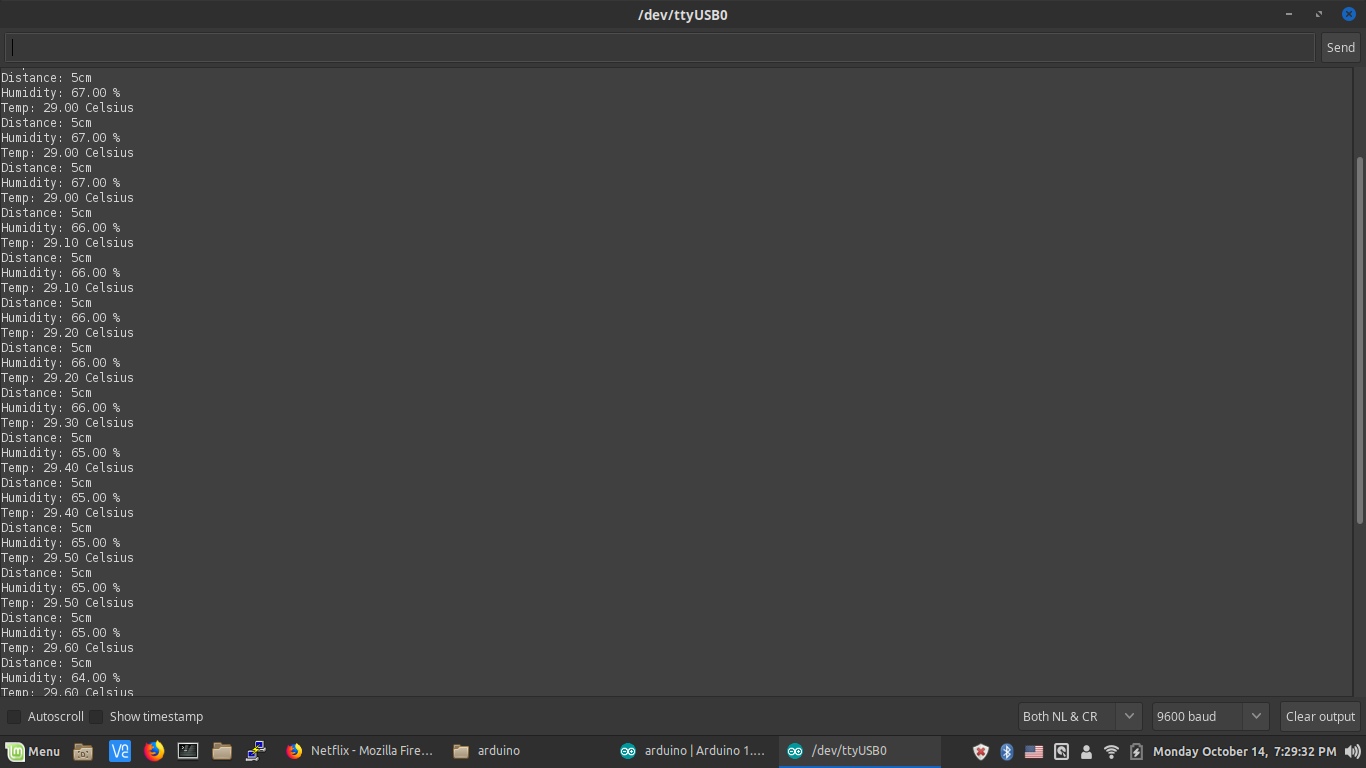 /dev/ttyUSB0
Send
Distance: 5cm
Humidity: 67.00 %
Temp: 29.00 Celsius
Distance: 5cm
Humidity: 67.00 %
Temp: 29.00 Celsius
Distance: 5cm
Humidity: 67.00 %
Temp: 29.00 Celsius
Distance: 5cm
Humidity: 66.00 %
Temp: 29.10 Celsius
Distance: 5cm
Humidity: 66.00 %
Temp: 29.10 Celsius
Distance: 5cm
Humidity: 66.00 %
Temp: 29.20 Celsius
Distance: 5cm
Humidity: 66.00 %
Temp: 29.20 Celsius
Distance: 5cm
Humidity: 66.00 %
Temp: 29.30 Celsius
Distance: 5cm
Humidity: 65.00 %
Temp: 29.40 Celsius
Distance: 5cm
Humidity: 65.00 %
Temp: 29.40 Celsius
Distance: 5cm
Humidity: 65.00 %
Temp: 29.50 Celsius
Distance: 5cm
Humidity: 65.00 %
Temp: 29.50 Celsius
Distance: 5cm
Humidity: 65.00 %
Temp: 29.60 Celsius
Distance: 5cm
Humidity: 64.00 %
Temp: 29.60 Celsius
Autoscroll Show timestamp Both NL & CR 9600 baud Clear output
Menu Netflix - Mozilla Fire... arduino arduino | Arduino 1.... /dev/ttyUSB0 Monday October 14, 7:29:32 PM